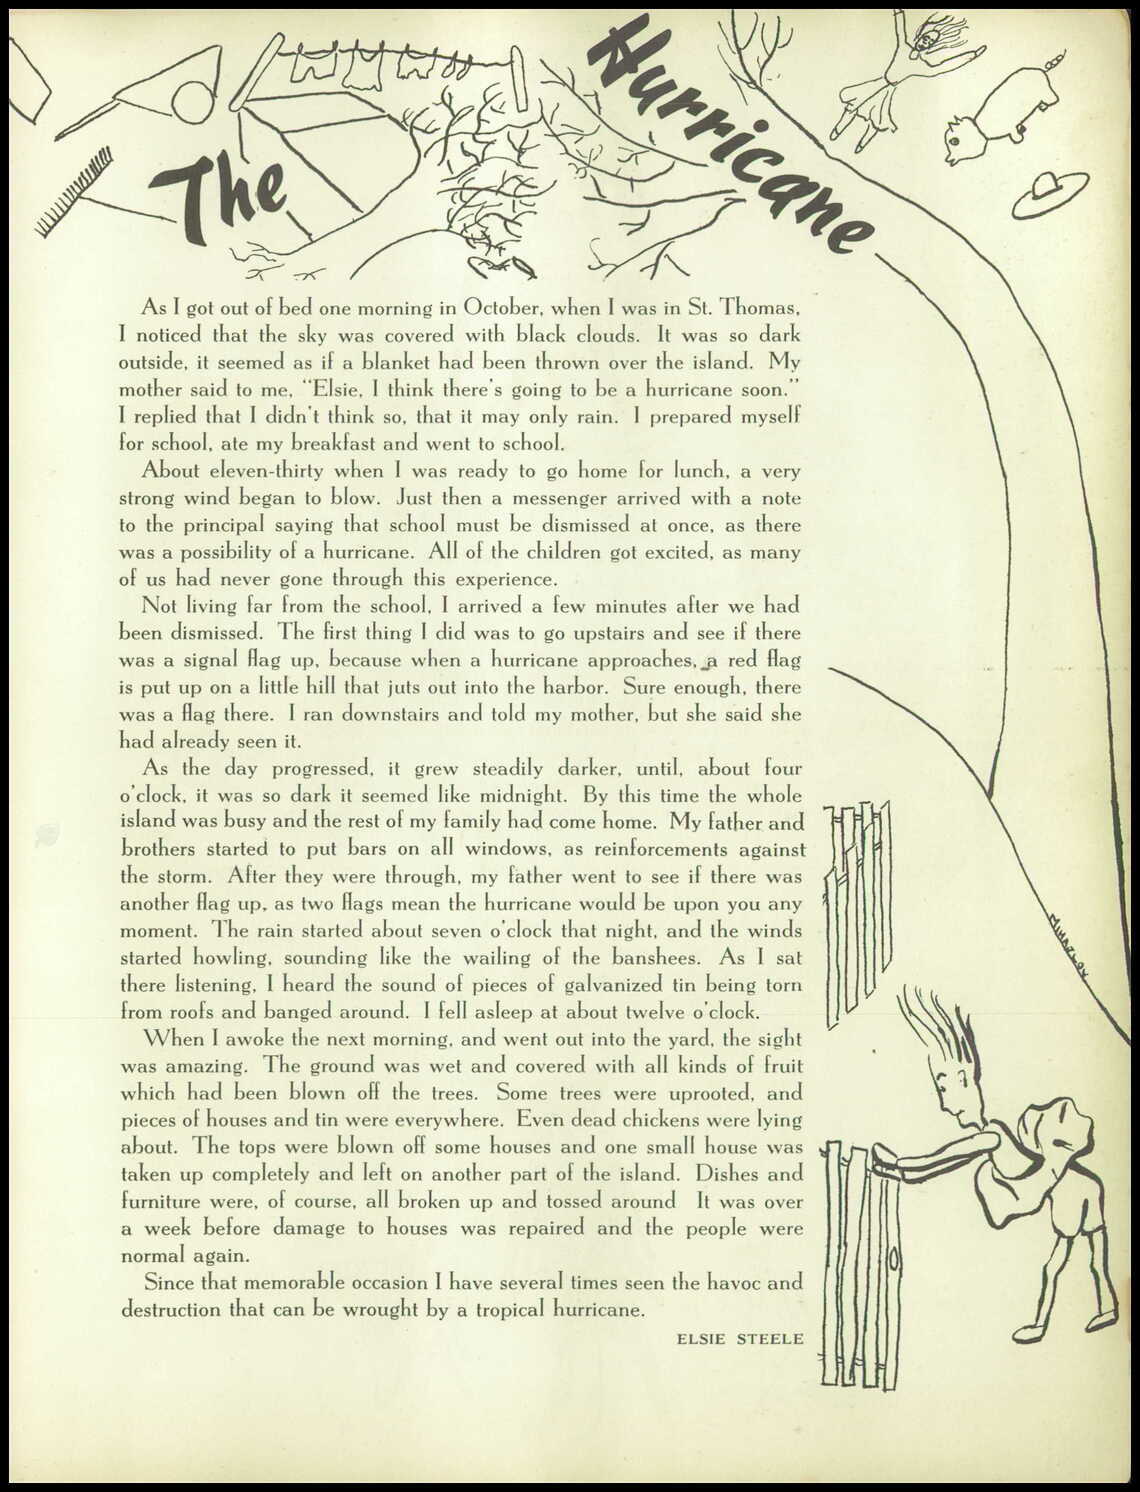 The Hurricane
As I got out of bed one morning in October, when I was in St. Thomas,
I noticed that the sky was covered with black clouds. It was so dark
outside, it seemed as if a blanket had been thrown over the island. My
mother said to me, "Elsie, I think there's going to be a hurricane soon."
I replied that I didn't think so, that it may only rain. I prepared myself
for school, ate my breakfast and went to school.
About eleven-thirty when I was ready to go home for lunch, a very
strong wind began to blow. Just then a messenger arrived with a note
to the principal saying that school must be dismissed at once, as there
was a possibility of a hurricane. All of the children got excited, as many
of us had never gone through this experience.
Not living far from the school, I arrived a few minutes after we had
been dismissed. The first thing I did was to go upstairs and see if there
was a signal flag up, because when a hurricane approaches, a red flag
is put up on a little hill that juts out into the harbor. Sure enough, there
was a flag there. I ran downstairs and told my mother, but she said she
had already seen it.
As the day progressed, it grew steadily darker, until, about four
o'clock, it was so dark it seemed like midnight. By this time the whole
island was busy and the rest of my family had come home. My father and
brothers started to put bars on all windows, as reinforcements against
the storm. After they were through, my father went to see if there was
another flag up, as two flags mean the hurricane would be upon you any
moment. The rain started about seven o'clock that night, and the winds
started howling, sounding like the wailing of the banshees. As I sat
there listening, I heard the sound of pieces of galvanized tin being torn
from roofs and banged around. I fell asleep at about twelve o'clock.
When I awoke the next morning, and went out into the yard, the sight
was amazing. The ground was wet and covered with all kinds of fruit
which had been blown off the trees. Some trees were uprooted, and
pieces of houses and tin were everywhere. Even dead chickens were lying
about. The tops were blown off some houses and one small house was
taken up completely and left on another part of the island. Dishes and
furniture were, of course, all broken up and tossed around It was over
a week before damage to houses was repaired and the people were
normal again.
Since that memorable occasion I have several times seen the havoc and
destruction that can be wrought by a tropical hurricane.
ELSIE STEELE